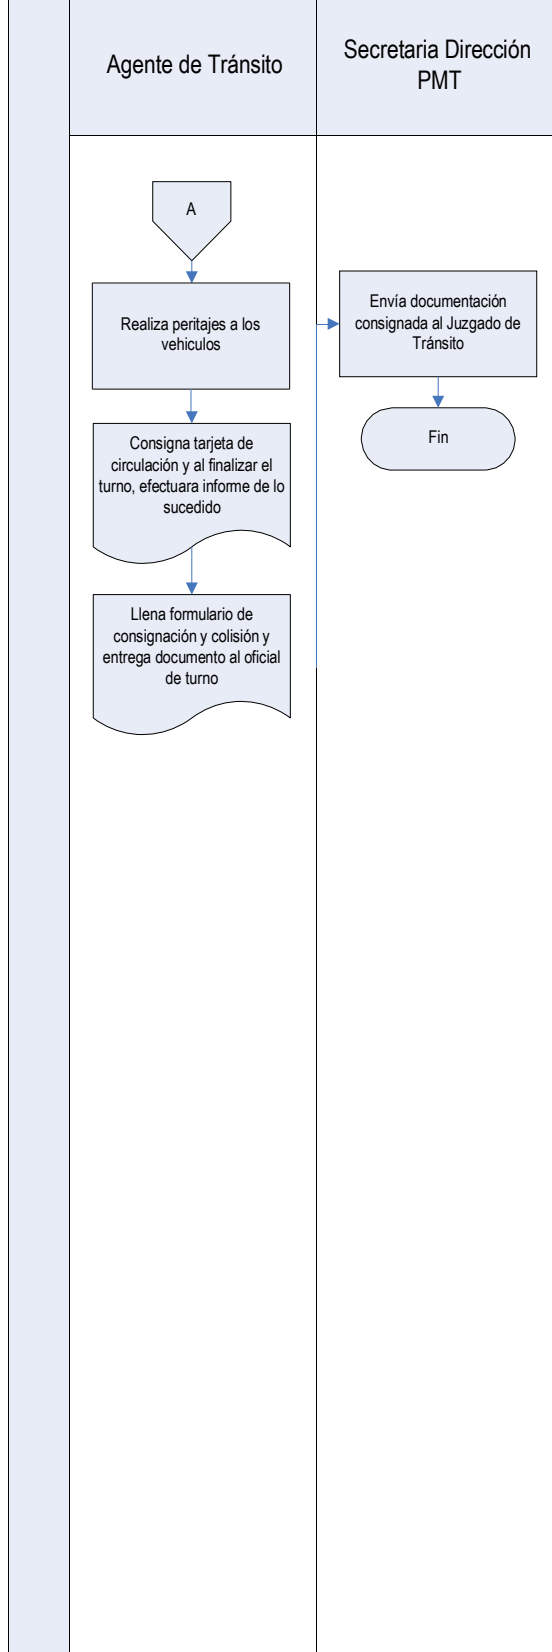 Agente de Tránsito
Secretaria Dirección
PMT
A
Realiza peritajes a los
vehiculos
Consigna tarjeta de
circulación y al finalizar el
turno, efectuara informe de lo
sucedido
Llena formulario de
consignación y colisión y
entrega documento al oficial
de turno
Envía documentación
consignada al Juzgado de
Tránsito
Fin